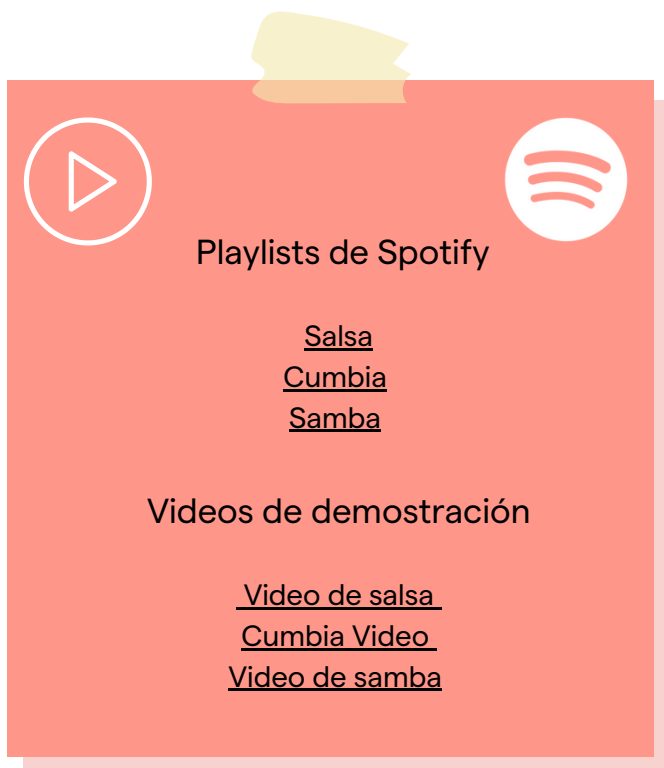 Playlists de Spotify
Salsa
Cumbia
Samba
Videos de demostración
Video de salsa
Cumbia Video
Video de samba